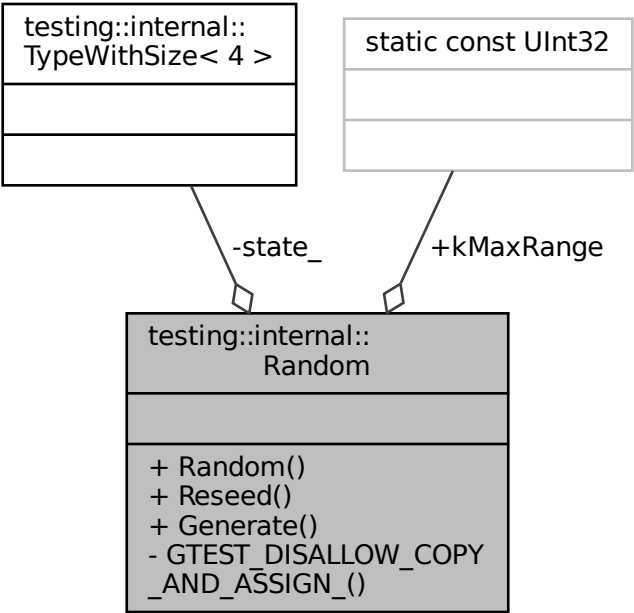 testing::internal::
TypeWithSize< 4 >
static const UInt32
-state_
+kMaxRange
testing::internal::
Random
+ Random()
+ Reseed()
+ Generate()
- GTEST_DISALLOW_COPY
_AND_ASSIGN_()